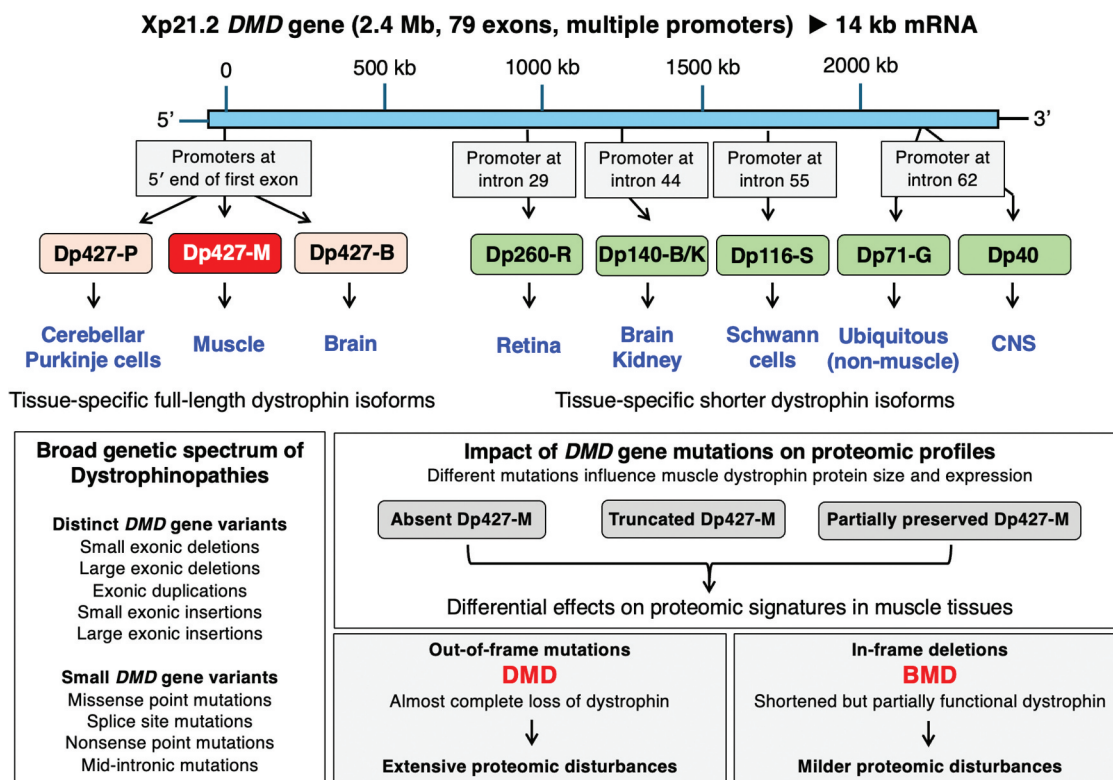 Xp21.2 DMD gene (2.4 Mb, 79 exons, multiple promoters) ▶ 14 kb mRNA
0
500 kb
1000 kb
1500 kb
2000 kb
5’
3’
Promoters at
5′ end of first exon
Promoter at
intron 29
Promoter at
intron 44
Promoter at
intron 55
Promoter at
intron 62
Dp427-P
Dp427-M
Dp427-B
Dp260-R
Dp140-B/K
Dp116-S
Dp71-G
Dp40
Cerebellar
Purkinje cells
Muscle
Brain
Retina
Brain
Kidney
Schwann
cells
Ubiquitous
(non-muscle)
CNS
Tissue-specific full-length dystrophin isoforms
Tissue-specific shorter dystrophin isoforms
Broad genetic spectrum of
Dystrophinopathies
Distinct DMD gene variants
Small exonic deletions
Large exonic deletions
Exonic duplications
Small exonic insertions
Large exonic insertions
Small DMD gene variants
Missense point mutations
Splice site mutations
Nonsense point mutations
Mid-intronic mutations
Impact of DMD gene mutations on proteomic profiles
Different mutations influence muscle dystrophin protein size and expression
Absent Dp427-M
Truncated Dp427-M
Partially preserved Dp427-M
Differential effects on proteomic signatures in muscle tissues
Out-of-frame mutations
DMD
Almost complete loss of dystrophin
Extensive proteomic disturbances
In-frame deletions
BMD
Shortened but partially functional dystrophin
Milder proteomic disturbances